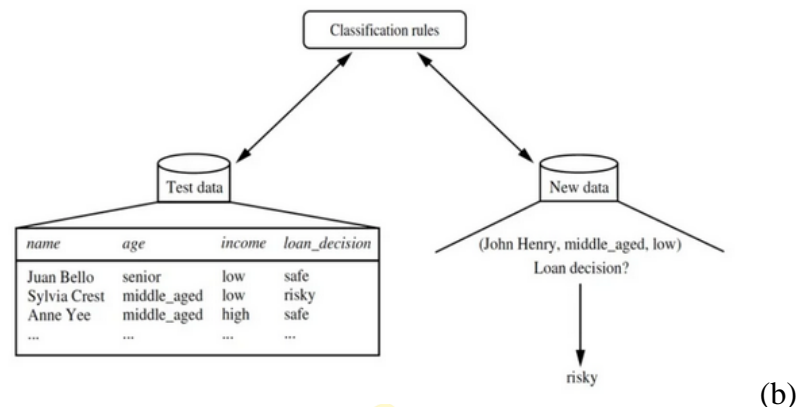 Classification rules
Test data
name age income loan_decision
Juan Bello senior low safe
Sylvia Crest middle_aged low risky
Anne Yee middle_aged high safe
... ... ... ...
New data
(John Henry, middle_aged, low)
Loan decision?
risky
(b)